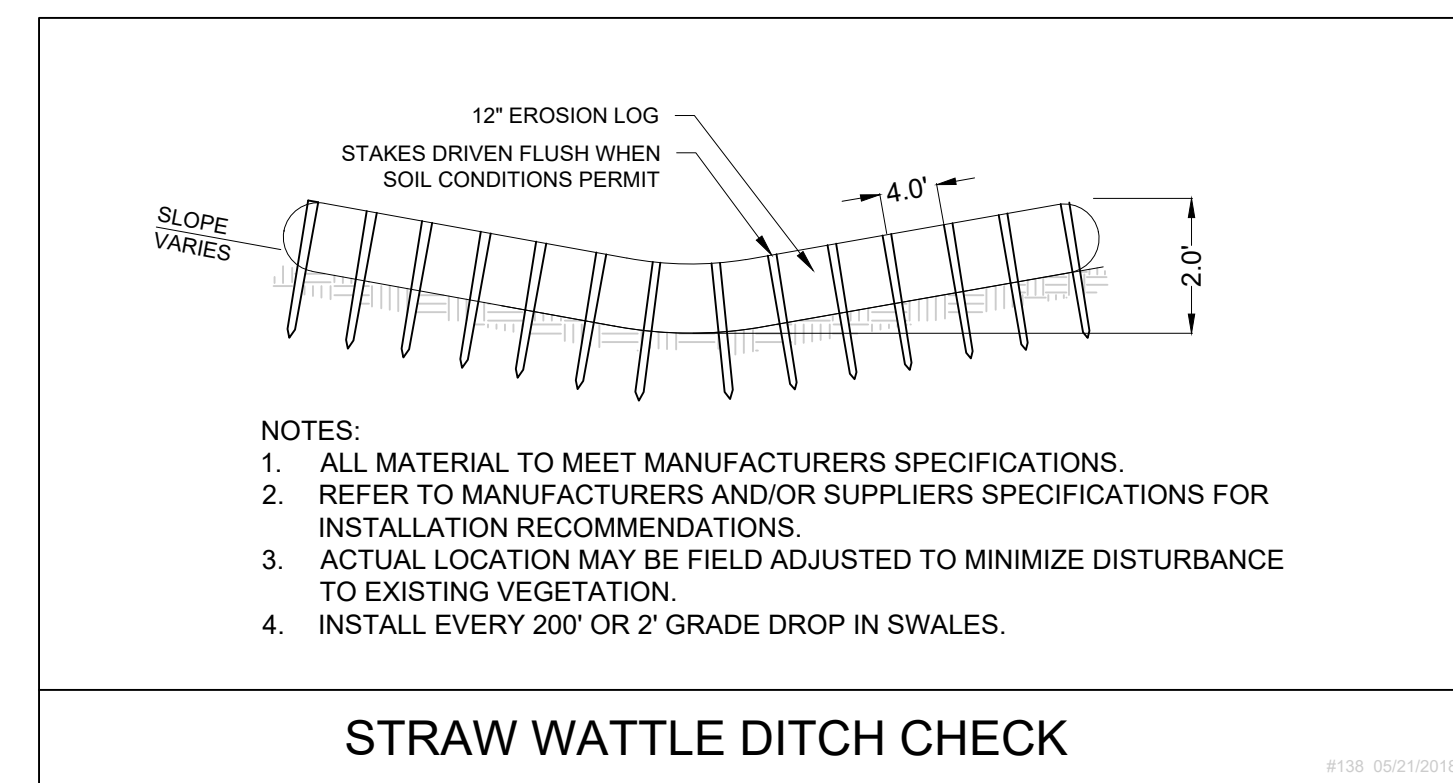 12" EROSION LOG
STAKES DRIVEN FLUSH WHEN
SOIL CONDITIONS PERMIT
4.0'
SLOPE
VARIES
2.0'
NOTES:
1. ALL MATERIAL TO MEET MANUFACTURERS SPECIFICATIONS.
2. REFER TO MANUFACTURERS AND/OR SUPPLIERS SPECIFICATIONS FOR
INSTALLATION RECOMMENDATIONS.
3. ACTUAL LOCATION MAY BE FIELD ADJUSTED TO MINIMIZE DISTURBANCE
TO EXISTING VEGETATION.
4. INSTALL EVERY 200' OR 2' GRADE DROP IN SWALES.
STRAW WATTLE DITCH CHECK
#138 05/21/2018